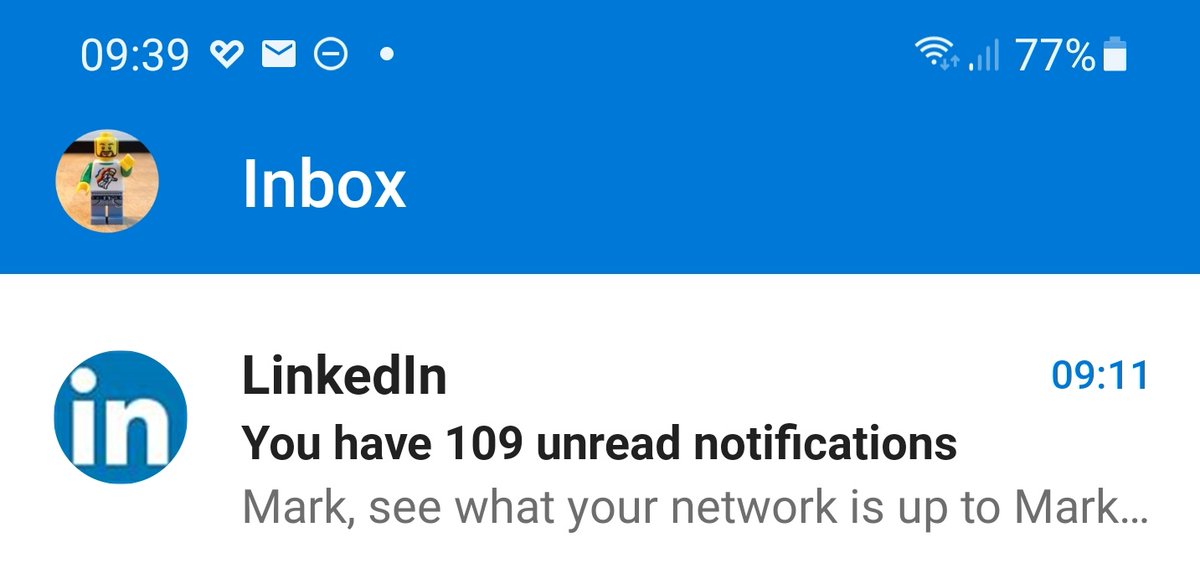 09:39 77%
Inbox
in
LinkedIn 09:11
You have 109 unread notifications
Mark, see what your network is up to Mark...